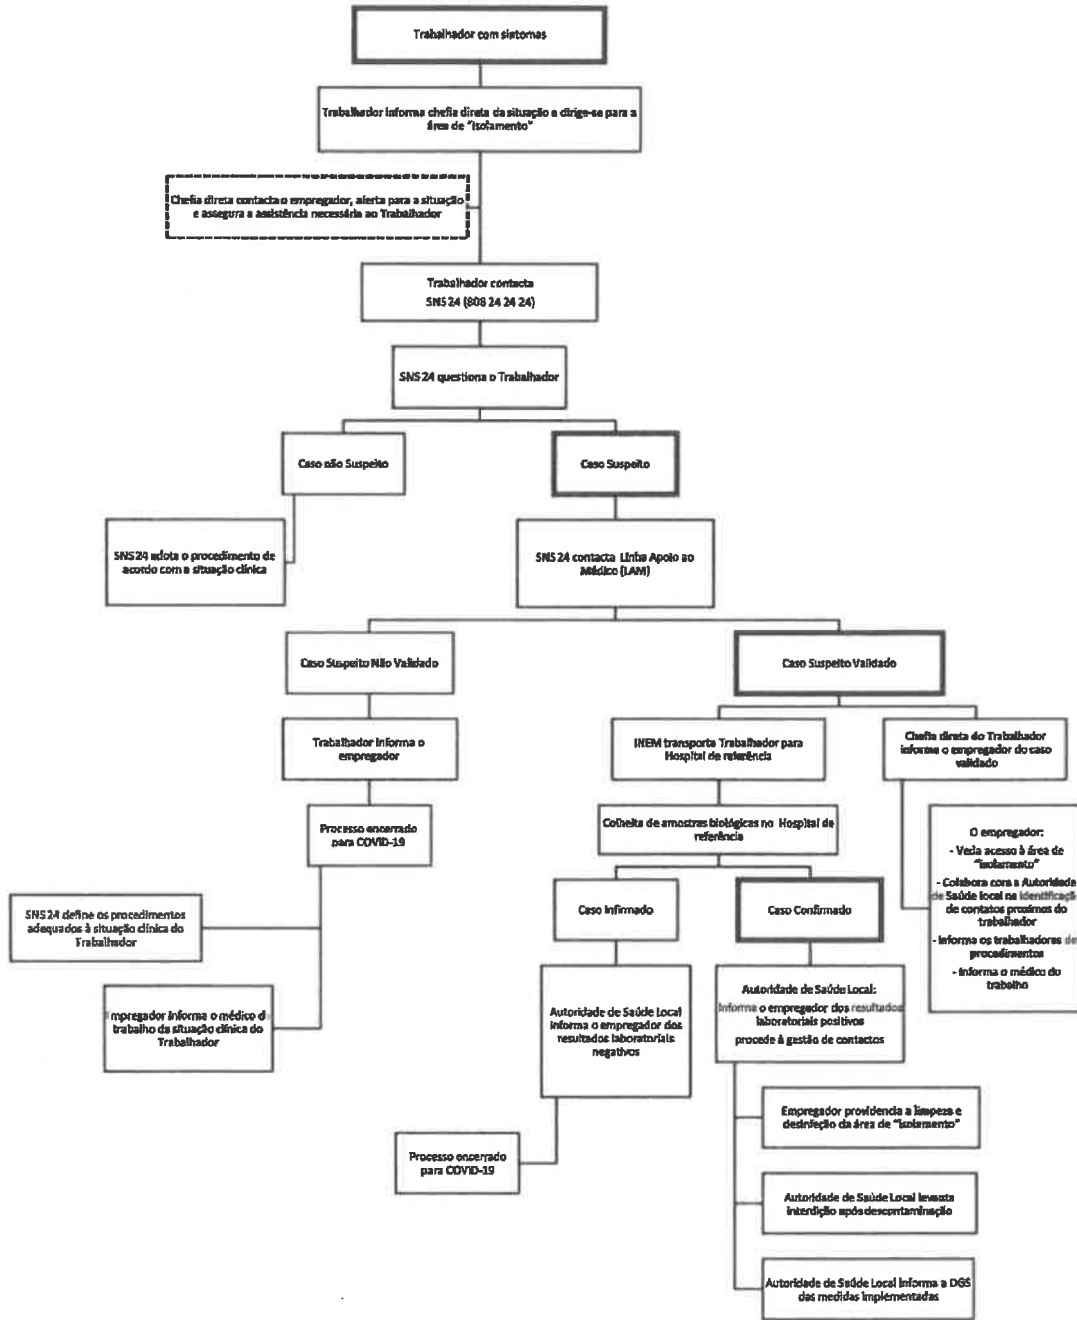 Trabalhador com sintomas
Trabalhador informa chefia direta da situação e dirige-se para a
área de "isolamento"
Chefia direta contacta o empregador, alerta para a situação
e assegura a assistência necessária ao Trabalhador
Trabalhador contacta
SNS 24 (808 24 24 24)
SNS 24 questiona o Trabalhador
Caso não Suspeito
Caso Suspeito
SNS 24 adota o procedimento de
acordo com a situação clínica
SNS 24 contacta Linha Apoio ao
Médico (LAM)
Caso Suspeito Não Validado
Caso Suspeito Validado
Trabalhador informa o
empregador
INEM transporta Trabalhador para
Hospital de referência
Chefia direta do Trabalhador
informa o empregador do caso
validado
Processo encerrado
para COVID-19
Colheita de amostras biológicas no Hospital de
referência
O empregador:
- Veda acesso à área de
"isolamento"
- Colabora com a Autoridade
de Saúde local na identificaç
de contatos proximos do
trabalhador
- Informa os trabalhadores de
procedimentos
- Informa o médico do
trabalho
SNS 24 define os procedimentos
adequados à situação clínica do
Trabalhador
Caso Infirmado
Caso Confirmado
Empregador informa o médico d
trabalho da situação clínica do
Trabalhador
Autoridade de Saúde Local
informa o empregador dos
resultados laboratoriais
negativos
Autoridade de Saúde Local:
Informa o empregador dos resultados
laboratoriais positivos
procede à gestão de contactos
Processo encerrado
para COVID-19
Empregador providencia a limpeza e
desinfeção da área de "isolamento"
Autoridade de Saúde Local levanta
interdição após descontaminação
Autoridade de Saúde Local informa a DGS
das medidas implementadas